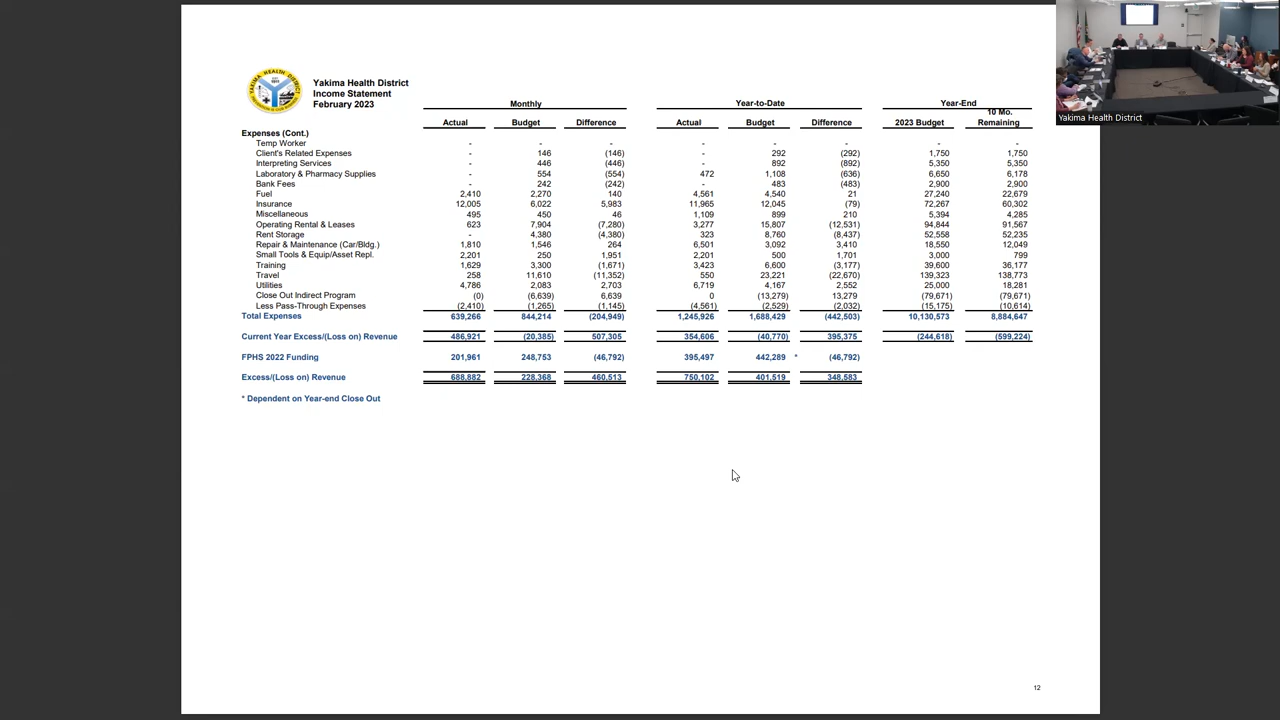 Yakima Health District
Income Statement
February 2023
Monthly Year-to-Date Year-End
Actual Budget Difference Actual Budget Difference 2023 Budget 10 Mo. Remaining
Expenses (Cont.)
Temp Worker - - - - - - - -
Client's Related Expenses - 146 (146) - 292 (292) 1,750 1,750
Interpreting Services - 446 (446) - 892 (892) 5,350 5,350
Laboratory & Pharmacy Supplies - 554 (554) 472 1,108 (636) 6,650 6,178
Bank Fees - 242 (242) - 483 (483) 2,900 2,900
Fuel 2,410 2,270 140 4,561 4,540 21 27,240 22,679
Insurance 12,005 6,022 5,983 11,965 12,045 (79) 72,267 60,302
Miscellaneous 495 450 46 1,109 899 210 5,394 4,285
Operating Rental & Leases 623 7,904 (7,280) 3,277 15,807 (12,531) 94,844 91,567
Rent Storage - 4,380 (4,380) 323 8,760 (8,437) 52,558 52,235
Repair & Maintenance (Car/Bldg.) 1,810 1,546 264 6,501 3,092 3,410 18,550 12,049
Small Tools & Equip/Asset Repl. 2,201 250 1,951 2,201 500 1,701 3,000 799
Training 1,629 3,300 (1,671) 3,423 6,600 (3,177) 39,600 36,177
Travel 258 11,610 (11,352) 550 23,221 (22,670) 139,323 138,773
Utilities 4,786 2,083 2,703 6,719 4,167 2,552 25,000 18,281
Close Out Indirect Program (0) (6,639) 6,639 0 (13,279) 13,279 (79,671) (79,671)
Less Pass-Through Expenses (2,410) (1,265) (1,145) (4,561) (2,529) (2,032) (15,175) (10,614)
Total Expenses 639,266 844,214 (204,949) 1,245,926 1,688,429 (442,503) 10,130,573 8,884,647
Current Year Excess/(Loss on) Revenue 486,921 (20,385) 507,305 354,606 (40,770) 395,375 (244,618) (599,224)
FPHS 2022 Funding 201,961 248,753 (46,792) 395,497 442,289 * (46,792)
Excess/(Loss on) Revenue 688,882 228,368 460,513 750,102 401,519 348,583
* Dependent on Year-end Close Out
12
Yakima Health District